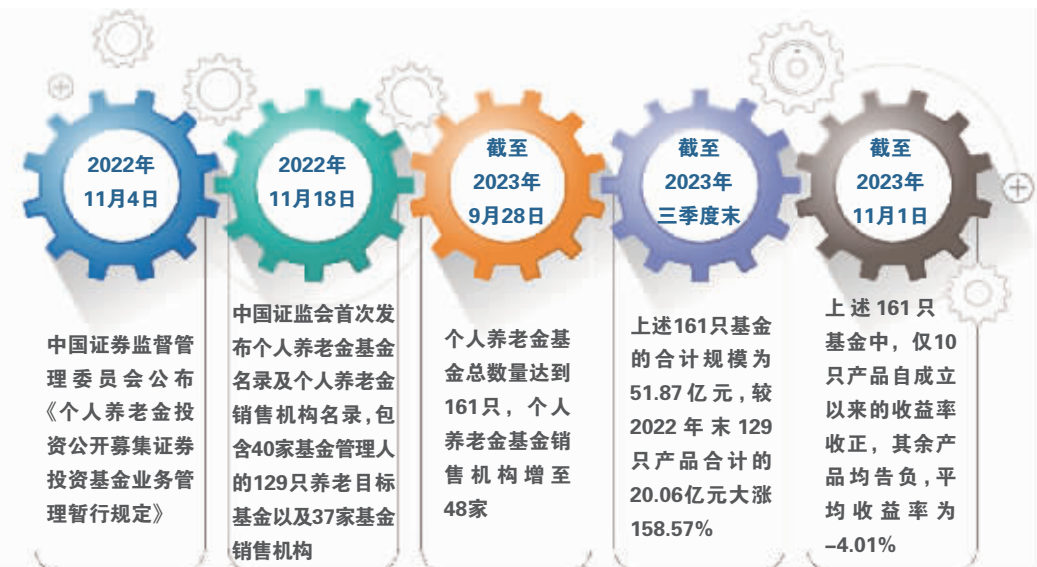 2022年
11月4日
中国证券监督管
理委员会公布
《个人养老金投
资公开募集证券
投资基金业务管
理暂行规定》
2022年
11月18日
中国证监会首次发
布个人养老金基金
名录及个人养老金
销售机构名录,包
含40家基金管理人
的129只养老目标
基金以及37家基金
销售机构
截至
2023年
9月28日
个人养老金基
金总数量达到
161只，个人
养老金基金销
售机构增至
48家
截至
2023年
三季度末
上述161只基金
的合计规模为
51.87亿元,较
2022年末129
只产品合计的
20.06亿元大涨
158.57%
截至
2023年
11月1日
上述161只
基金中，仅10
只产品自成立
以来的收益率
收正，其余产
品均告负,平
均收益率为
-4.01%